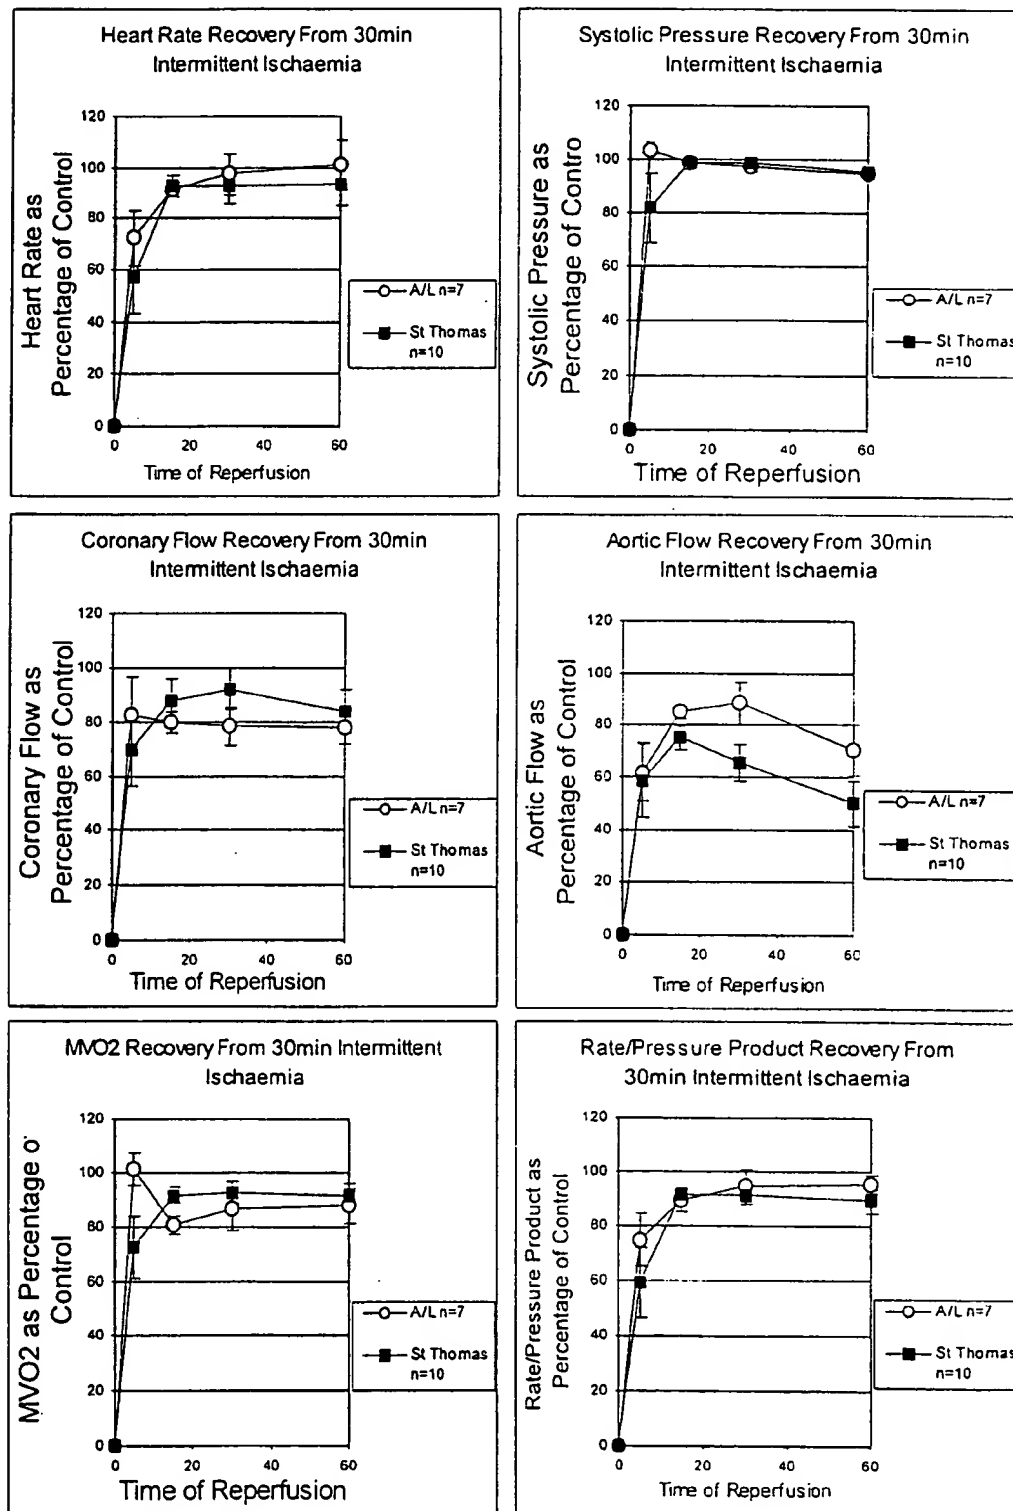 Heart Rate Recovery From 30min
Intermittent Ischaemia
Heart Rate as
Percentage of Control
120
100
80
60
40
20
0
0 20 40 60
Time of Reperfusion
A/L n=7
St Thomas
n=10
Systolic Pressure Recovery From 30min
Intermittent Ischaemia
Systolic Pressure as
Percentage of Contro
120
100
80
60
40
20
0
0 20 40 60
Time of Reperfusion
A/L n=7
St Thomas
n=10
Coronary Flow Recovery From 30min
Intermittent Ischaemia
Coronary Flow as
Percentage of Control
120
100
80
60
40
20
0
0 20 40 60
Time of Reperfusion
A/L n=7
St Thomas
n=10
Aortic Flow Recovery From 30min
Intermittent Ischaemia
Aortic Flow as
Percentage of Control
120
100
80
60
40
20
0
0 20 40 60
Time of Reperfusion
A/L n=7
St Thomas
n=10
MVO2 Recovery From 30min Intermittent
Ischaemia
MVO2 as Percentage o
Control
120
100
80
60
40
20
0
0 20 40 60
Time of Reperfusion
A/L n=7
St Thomas
n=10
Rate/Pressure Product Recovery From
30min Intermittent Ischaemia
Rate/Pressure Product as
Percentage of Control
120
100
80
60
40
20
0
0 20 40 60
Time of Reperfusion
A/L n=7
St Thomas
n=10